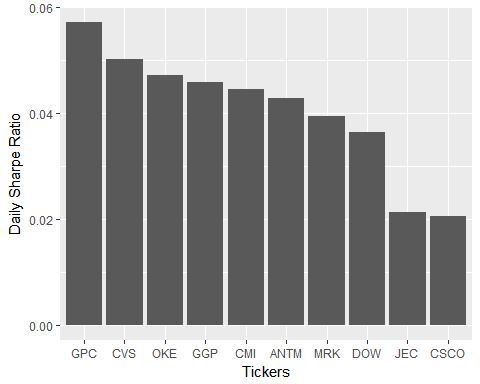 0.06
0.04
0.02
0.00
Daily Sharpe Ratio
GPC CVS OKE GGP CMI ANTM MRK DOW JEC CSCO
Tickers